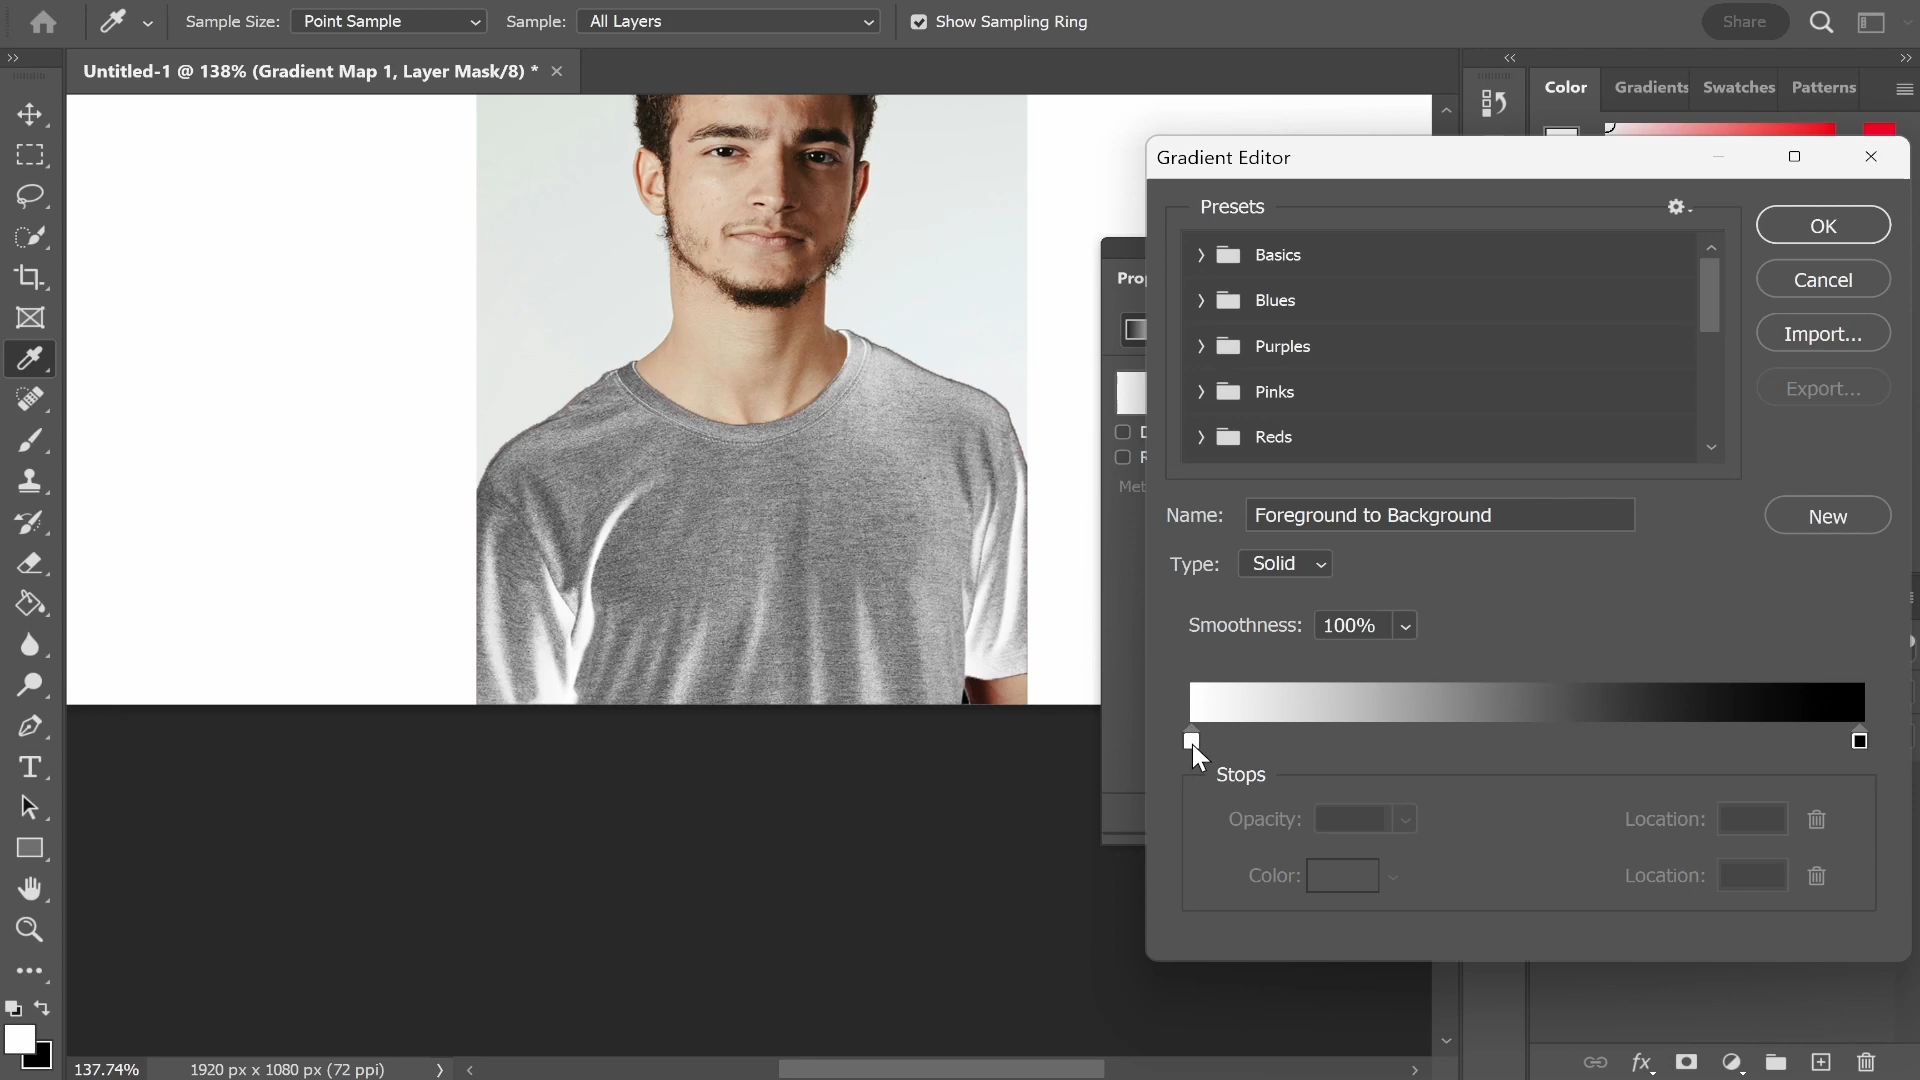 Sample Size: Point Sample Sample: All Layers Show Sampling Ring Share
Untitled-1 @ 138% (Gradient Map 1, Layer Mask/8) *
Color Gradients Swatches Patterns
Gradient Editor
Presets
OK
Basics
Cancel
Blues
Import...
Purples
Pinks
Export...
Reds
Name: Foreground to Background
New
Type: Solid
Smoothness: 100%
Stops
Opacity:
Location:
Color:
Location:
137.74% 1920 px x 1080 px (72 ppi)
fx